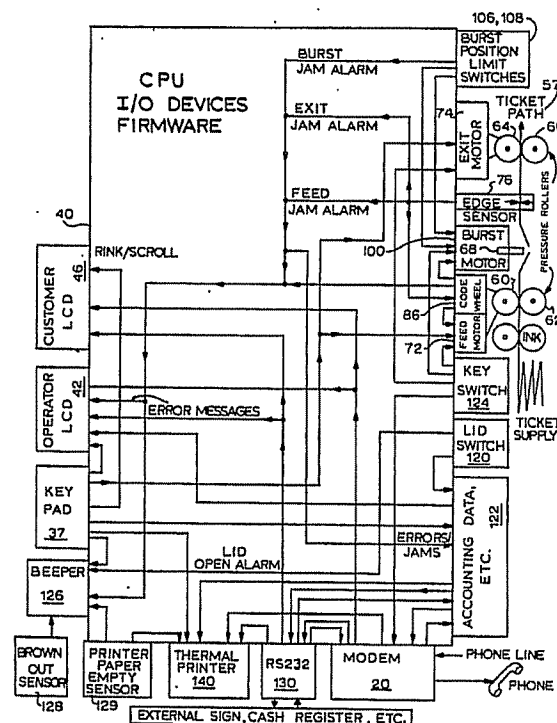 106, 108
BURST
POSITION
LIMIT
SWITCHES
CPU
I/O DEVICES
FIRMWARE
BURST
JAM ALARM
EXIT
JAM ALARM
FEED
JAM ALARM
57
TICKET
PATH
74
64
EXIT
MOTOR
76
EDGE
SENSOR
PRESSURE ROLLERS
100
BURST
68
MOTOR
40
RINK/SCROLL
CUSTOMER
LCD
46
60
CODE
WHEEL
86
62
FEED
MOTOR
72
INK
OPERATOR
LCD
42
ERROR MESSAGES
KEY
SWITCH
124
TICKET
SUPPLY
LID
SWITCH
120
KEY
PAD
37
ACCOUNTING DATA,
ETC.
122
ERRORS/
JAMS
LID
OPEN ALARM
BEEPER
126
BROWN
OUT
SENSOR
128
PRINTER
PAPER
EMPTY
SENSOR
129
THERMAL
PRINTER
140
RS232
130
MODEM
20
PHONE LINE
PHONE
EXTERNAL SIGN, CASH REGISTER, ETC.